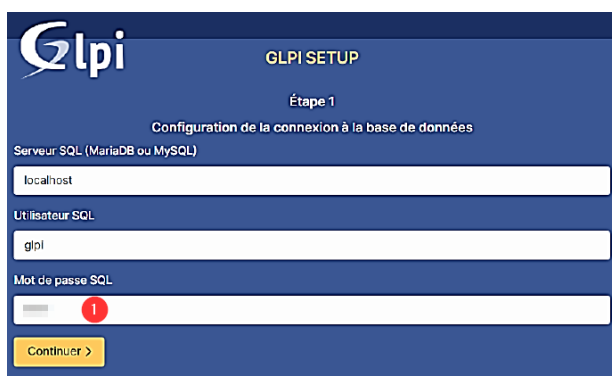 Glpi
GLPI SETUP
Étape 1
Configuration de la connexion à la base de données
Serveur SQL (MariaDB ou MySQL)
localhost
Utilisateur SQL
glpi
Mot de passe SQL
1
Continuer >